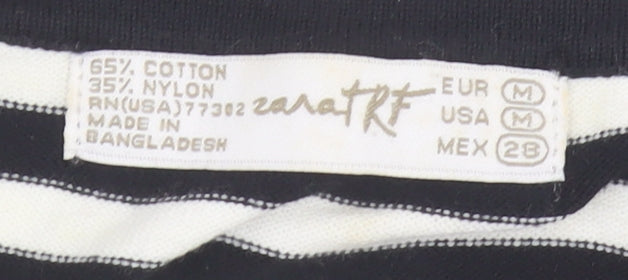 65% COTTON
35% NYLON
RN(USA)77302
MADE IN
BANGLADESH
zara TRF
EUR M
USA M
MEX 28